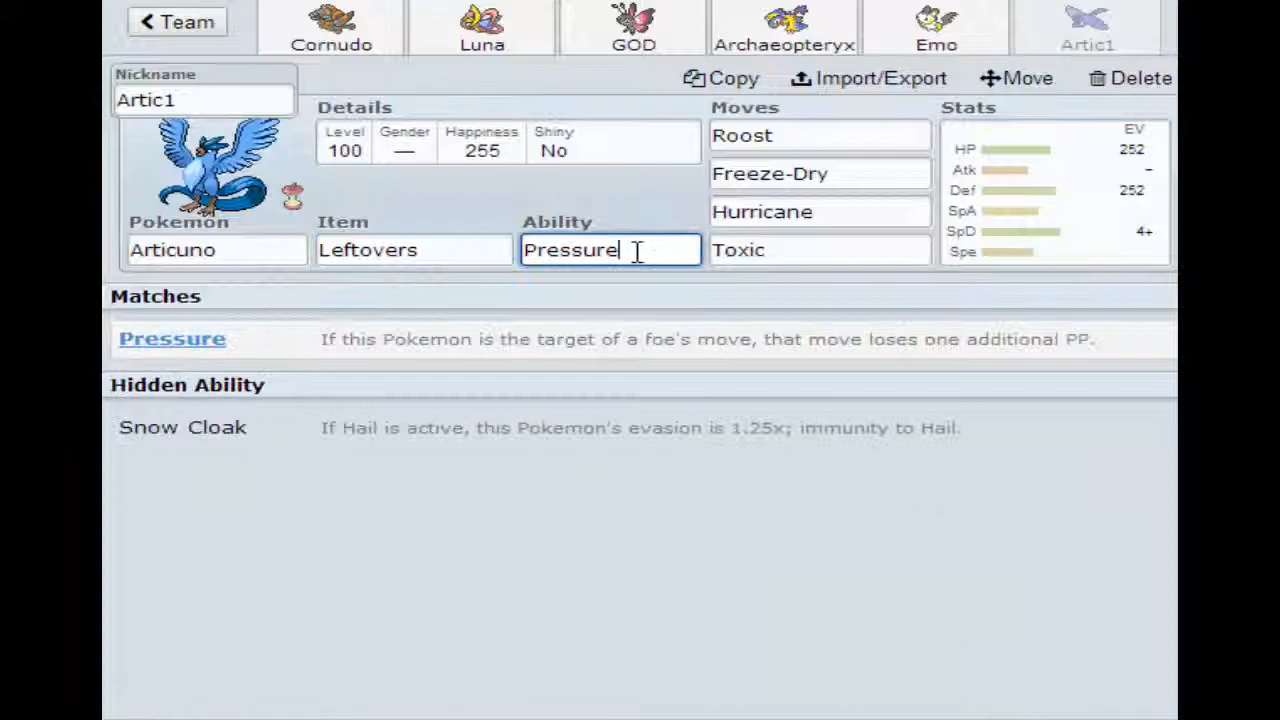 Team
Cornudo
Luna
GOD
Archaeopteryx
Emo
Artic1
Copy
Import/Export
Move
Delete
Nickname
Artic1
Details
Level
100
Gender
—
Happiness
255
Shiny
No
Pokemon
Articuno
Item
Leftovers
Ability
Pressure
Moves
Roost
Freeze-Dry
Hurricane
Toxic
Stats
EV
HP 252
Atk –
Def 252
SpA
SpD 4+
Spe
Matches
Pressure If this Pokemon is the target of a foe's move, that move loses one additional PP.
Hidden Ability
Snow Cloak If Hail is active, this Pokemon's evasion is 1.25x; immunity to Hail.